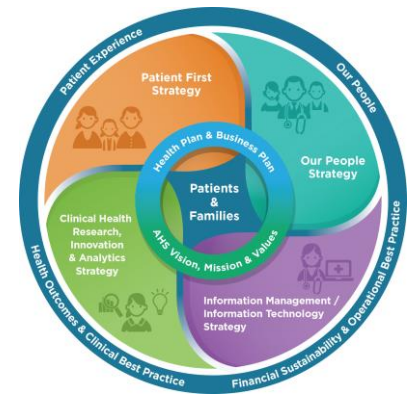 Patient Experience
Our People
Patient First
Strategy
Our People
Strategy
Health Plan & Business Plan
Patients
&
Families
AHS Vision, Mission & Values
Clinical Health
Research,
Innovation
& Analytics
Strategy
Information Management /
Information Technology
Strategy
Health Outcomes & Clinical Best Practice
Financial Sustainability & Operational Best Practice